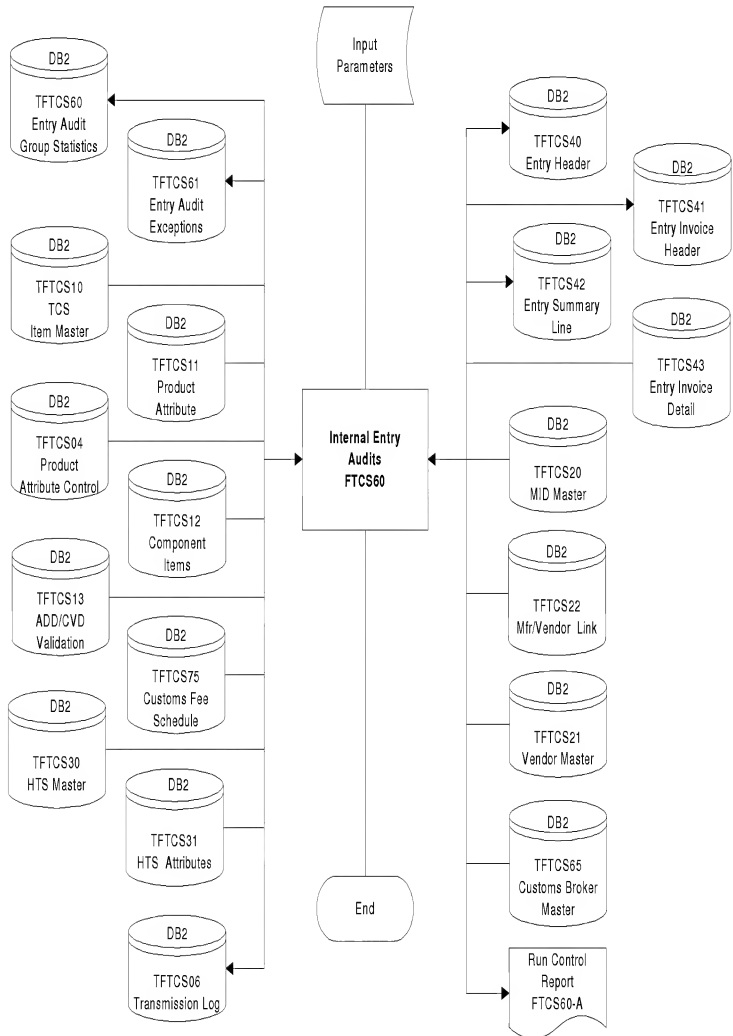 Input
Parameters
DB2
TFTCS60
Entry Audit
Group Statistics
DB2
TFTCS61
Entry Audit
Exceptions
DB2
TFTCS10
TCS
Item Master
DB2
TFTCS11
Product
Attribute
DB2
TFTCS04
Product
Attribute Control
DB2
TFTCS12
Component
Items
DB2
TFTCS13
ADD/CVD
Validation
DB2
TFTCS75
Customs Fee
Schedule
DB2
TFTCS30
HTS Master
DB2
TFTCS31
HTS Attributes
DB2
TFTCS06
Transmission Log
Internal Entry
Audits
FTCS60
End
DB2
TFTCS40
Entry Header
DB2
TFTCS41
Entry Invoice
Header
DB2
TFTCS42
Entry Summary
Line
DB2
TFTCS43
Entry Invoice
Detail
DB2
TFTCS20
MID Master
DB2
TFTCS22
Mfr/Vendor Link
DB2
TFTCS21
Vendor Master
DB2
TFTCS65
Customs Broker
Master
Run Control
Report
FTCS60-A